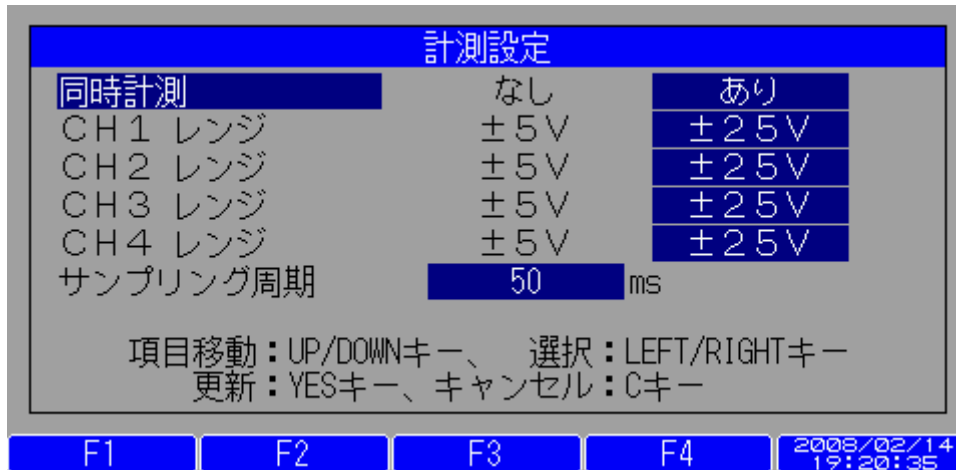 計測設定
同時計測 なし あり
CH1 レンジ ±5V ±25V
CH2 レンジ ±5V ±25V
CH3 レンジ ±5V ±25V
CH4 レンジ ±5V ±25V
サンプリング周期 50 ms
項目移動：UP/DOWNキー、 選択：LEFT/RIGHTキー
更新：YESキー、キャンセル：Cキー
F1 F2 F3 F4 2008/02/14
19:20:35